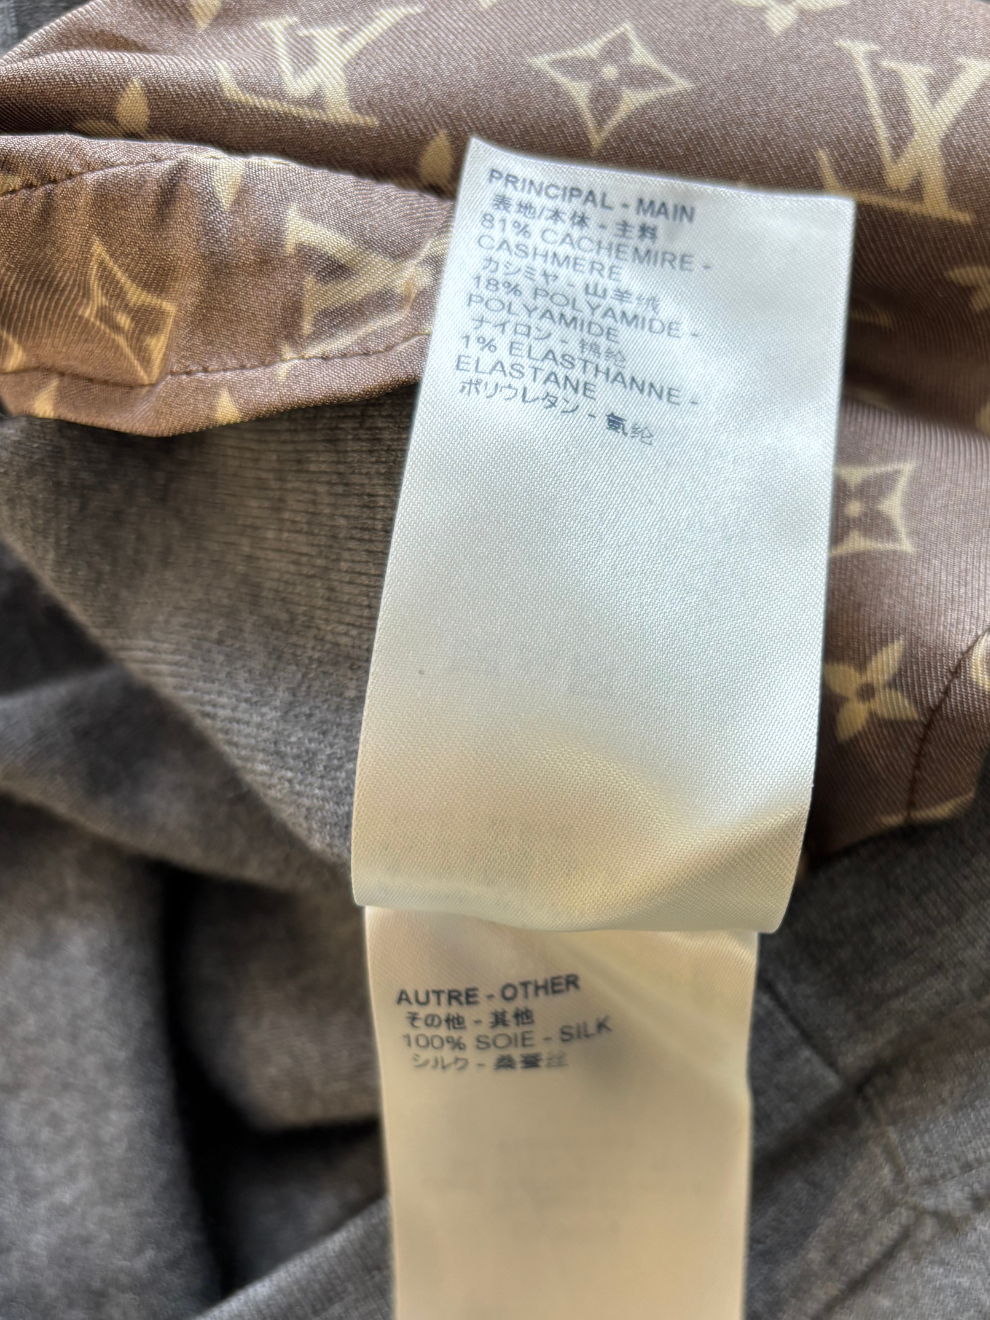 PRINCIPAL - MAIN
表地/本体 - 主料
81% CACHEMIRE -
CASHMERE
カシミヤ - 山羊绒
18% POLYAMIDE -
POLYAMIDE
ナイロン - 锦纶
1% ELASTHANNE -
ELASTANE
ポリウレタン - 氨纶
AUTRE - OTHER
その他 - 其他
100% SOIE - SILK
シルク - 桑蚕丝